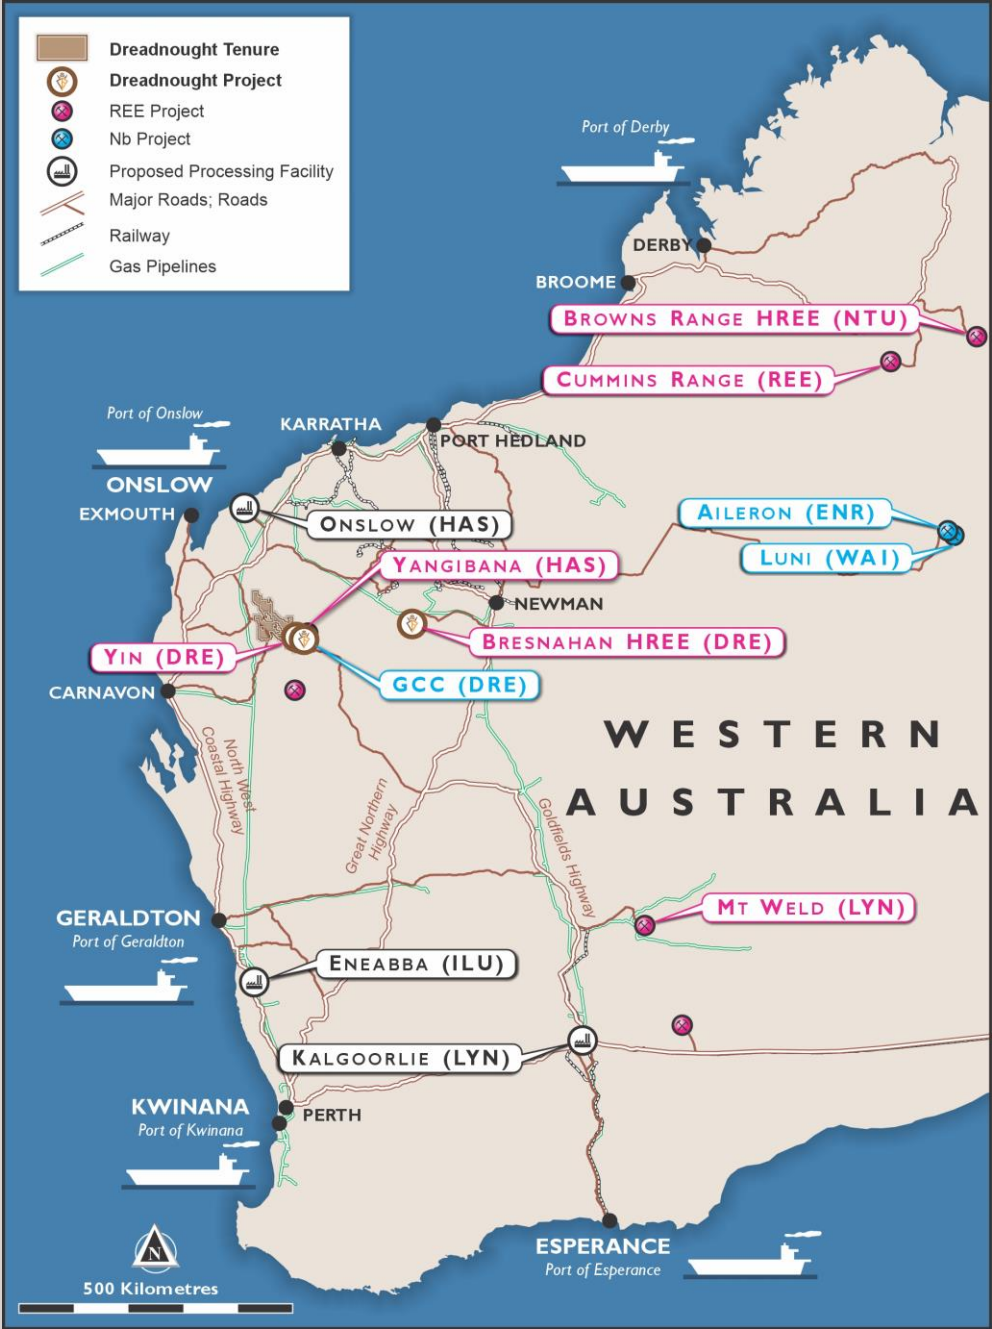 Dreadnought Tenure
Dreadnought Project
REE Project
Nb Project
Proposed Processing Facility
Major Roads; Roads
Railway
Gas Pipelines
Port of Derby
DERBY
BROOME
BROWNS RANGE HREE (NTU)
CUMMINS RANGE (REE)
Port of Onslow
KARRATHA
PORT HEDLAND
ONSLOW
EXMOUTH
ONSLOW (HAS)
AILERON (ENR)
LUNI (WA1)
YANGIBANA (HAS)
NEWMAN
BRESNAHAN HREE (DRE)
YIN (DRE)
GCC (DRE)
CARNAVON
WESTERN
AUSTRALIA
North West
Coastal Highway
Great Northern
Highway
Goldfields Highway
MT WELD (LYN)
GERALDTON
Port of Geraldton
ENEABBA (ILU)
KALGOORLIE (LYN)
KWINANA
Port of Kwinana
PERTH
ESPERANCE
Port of Esperance
N
500 Kilometres